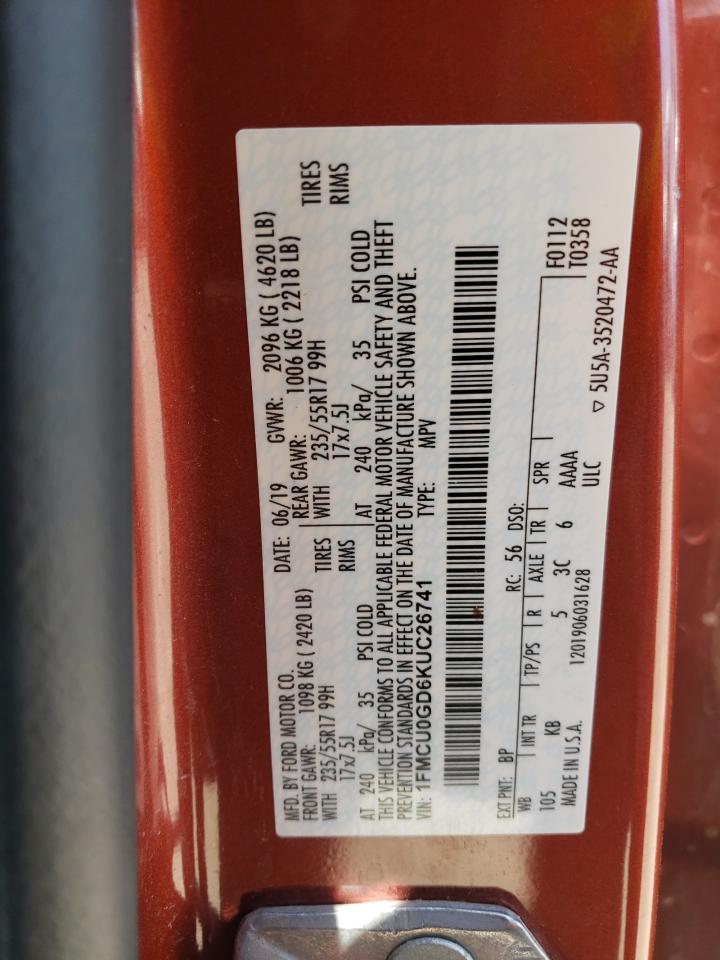 MFD. BY FORD MOTOR CO.
DATE: 06/19 GVWR: 2096 KG ( 4620 LB)
FRONT GAWR: 1098 KG ( 2420 LB) REAR GAWR: 1006 KG ( 2218 LB)
WITH 235/55R17 99H TIRES WITH 235/55R17 99H TIRES
17x7.5J RIMS 17x7.5J RIMS
AT 240 kPa/ 35 PSI COLD AT 240 kPa/ 35 PSI COLD
THIS VEHICLE CONFORMS TO ALL APPLICABLE FEDERAL MOTOR VEHICLE SAFETY AND THEFT
PREVENTION STANDARDS IN EFFECT ON THE DATE OF MANUFACTURE SHOWN ABOVE.
VIN: 1FMCU0GD6KUC26741 TYPE: MPV
EXT PNT: BP RC: 56 DSO: F0112
WB INT TR TP/PS R AXLE TR SPR T0358
105 KB 5 3C 6 AAAA
MADE IN U.S.A. 1201906031628 ULC
▽ 5U5A-3520472-AA